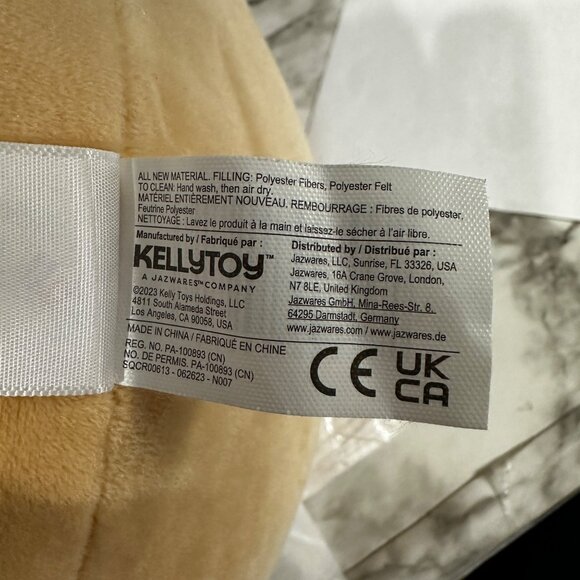 ALL NEW MATERIAL. FILLING: Polyester Fibers, Polyester Felt
TO CLEAN: Hand wash, then air dry.
MATÉRIEL ENTIÈREMENT NOUVEAU. REMBOURRAGE : Fibres de polyester,
Feutrine Polyester
NETTOYAGE : Lavez le produit à la main et laissez-le sécher à l'air libre.
Manufactured by / Fabriqué par :
KELLYTOY™
A JAZWARES™ COMPANY
©2023 Kelly Toys Holdings, LLC
4811 South Alameda Street
Los Angeles, CA 90058, USA
Distributed by / Distribué par :
Jazwares, LLC, Sunrise, FL 33326, USA
Jazwares, 16A Crane Grove, London,
N7 8LE, United Kingdom
Jazwares GmbH, Mina-Rees-Str. 8,
64295 Darmstadt, Germany
www.jazwares.com / www.jazwares.de
MADE IN CHINA / FABRIQUÉ EN CHINE
REG. NO. PA-100893 (CN)
NO. DE PERMIS. PA-100893 (CN)
SQCR00613 - 062623 - N007
CE
UK
CA